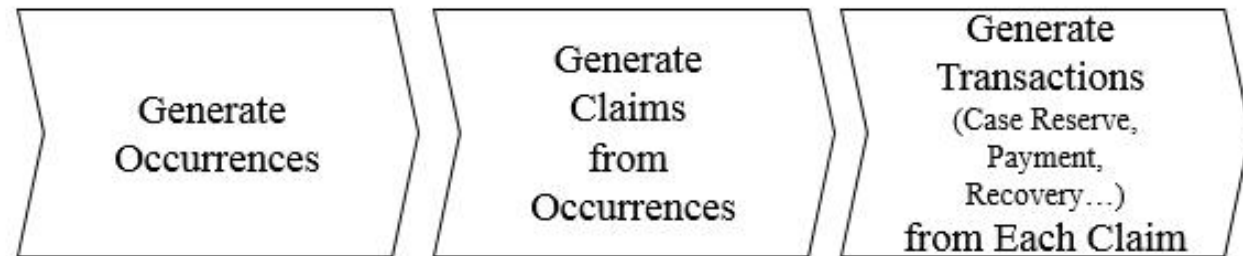 Generate
Occurrences
Generate
Claims
from
Occurrences
Generate
Transactions
(Case Reserve,
Payment,
Recovery…)
from Each Claim